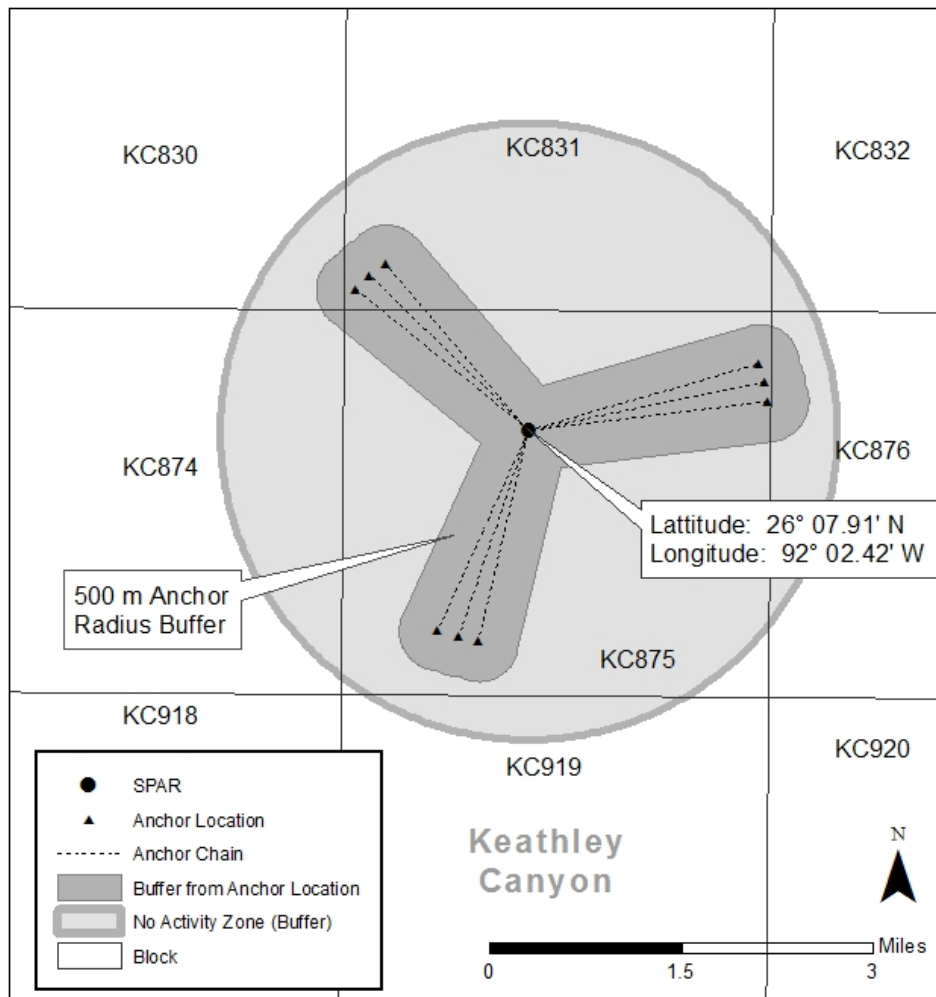 KC830
KC831
KC832
KC874
KC876
Lattitude: 26° 07.91' N
Longitude: 92° 02.42' W
500 m Anchor
Radius Buffer
KC875
KC918
KC919
KC920
SPAR
Anchor Location
Anchor Chain
Buffer from Anchor Location
No Activity Zone (Buffer)
Block
Keathley
Canyon
N
Miles
0 1.5 3